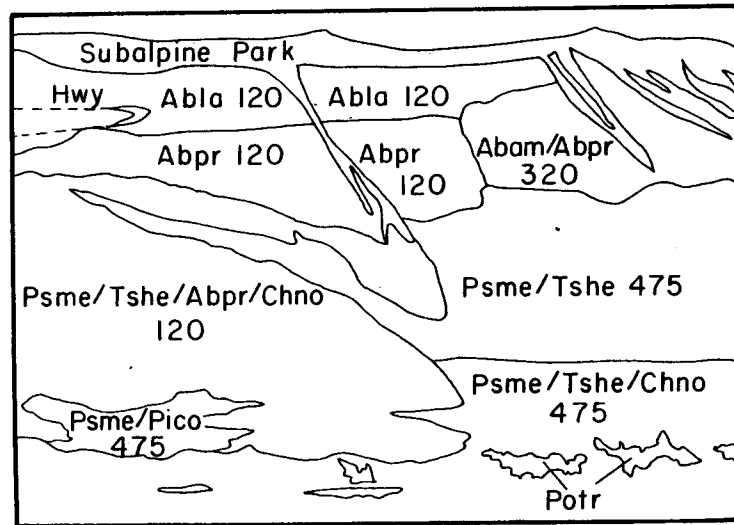 Subalpine Park
Hwy
Abla 120
Abla 120
Abpr 120
Abpr
120
Abam/Abpr
320
Psme/Tshe/Abpr/Chno
120
Psme/Tshe 475
Psme/Pico
475
Psme/Tshe/Chno
475
Potr